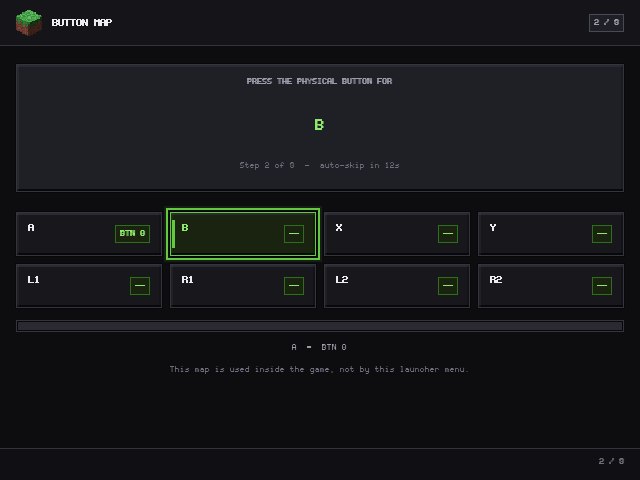 BUTTON MAP
2 / 8
PRESS THE PHYSICAL BUTTON FOR
B
Step 2 of 8 – auto-skip in 12s
A
BTN 0
B
—
X
—
Y
—
L1
—
R1
—
L2
—
R2
—
A = BTN 0
This map is used inside the game, not by this launcher menu.
2 / 8